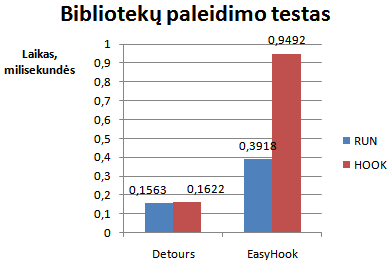 Bibliotekų paleidimo testas
Laikas,
milisekundės
1
0,9
0,8
0,7
0,6
0,5
0,4
0,3
0,2
0,1
0
0,1563
0,1622
0,3918
0,9492
Detours
EasyHook
RUN
HOOK